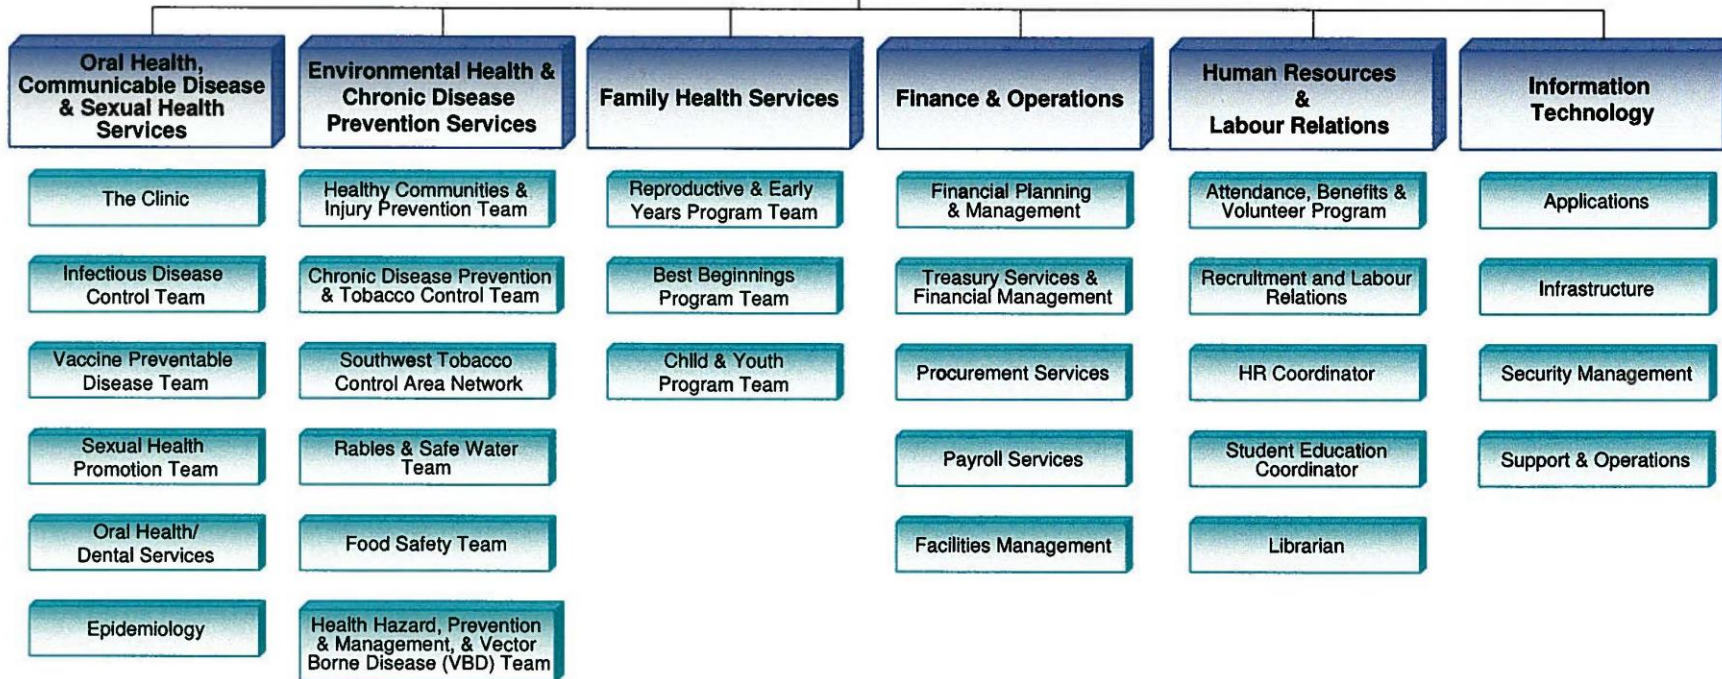 Oral Health,
Communicable Disease
& Sexual Health
Services
Environmental Health &
Chronic Disease
Prevention Services
Family Health Services
Finance & Operations
Human Resources
&
Labour Relations
Information
Technology
The Clinic
Healthy Communities &
Injury Prevention Team
Reproductive & Early
Years Program Team
Financial Planning
& Management
Attendance, Benefits &
Volunteer Program
Applications
Infectious Disease
Control Team
Chronic Disease Prevention
& Tobacco Control Team
Best Beginnings
Program Team
Treasury Services &
Financial Management
Recruitment and Labour
Relations
Infrastructure
Vaccine Preventable
Disease Team
Southwest Tobacco
Control Area Network
Child & Youth
Program Team
Procurement Services
HR Coordinator
Security Management
Sexual Health
Promotion Team
Rabies & Safe Water
Team
Payroll Services
Student Education
Coordinator
Support & Operations
Oral Health/
Dental Services
Food Safety Team
Facilities Management
Librarian
Epidemiology
Health Hazard, Prevention
& Management, & Vector
Borne Disease (VBD) Team